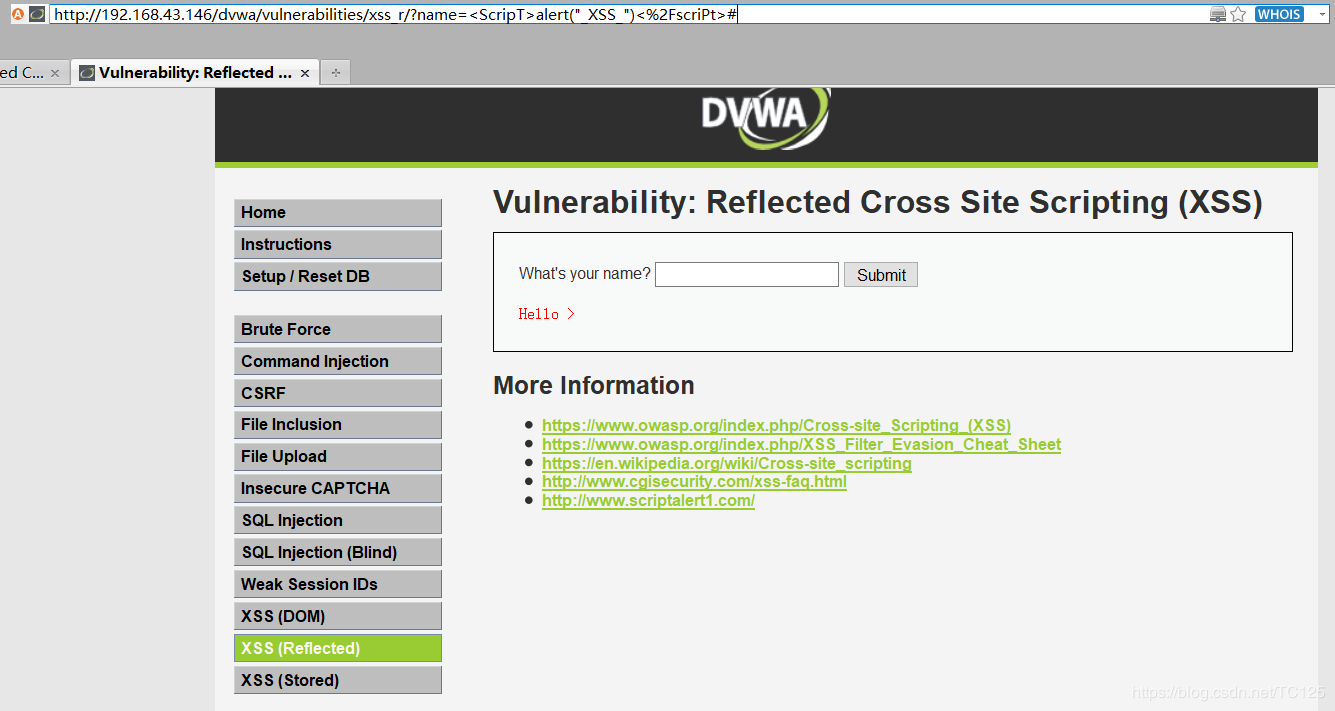 http://192.168.43.146/dvwa/vulnerabilities/xss_r/?name=<ScripT>alert("_XSS_")<%2FscriPt>#
WHOIS
ed C...
Vulnerability: Reflected ...
DVWA
Home
Instructions
Setup / Reset DB
Brute Force
Command Injection
CSRF
File Inclusion
File Upload
Insecure CAPTCHA
SQL Injection
SQL Injection (Blind)
Weak Session IDs
XSS (DOM)
XSS (Reflected)
XSS (Stored)
Vulnerability: Reflected Cross Site Scripting (XSS)
What's your name? Submit
Hello >
More Information
https://www.owasp.org/index.php/Cross-site_Scripting_(XSS)
https://www.owasp.org/index.php/XSS_Filter_Evasion_Cheat_Sheet
https://en.wikipedia.org/wiki/Cross-site_scripting
http://www.cgisecurity.com/xss-faq.html
http://www.scriptalert1.com/
https://blog.csdn.net/TC125